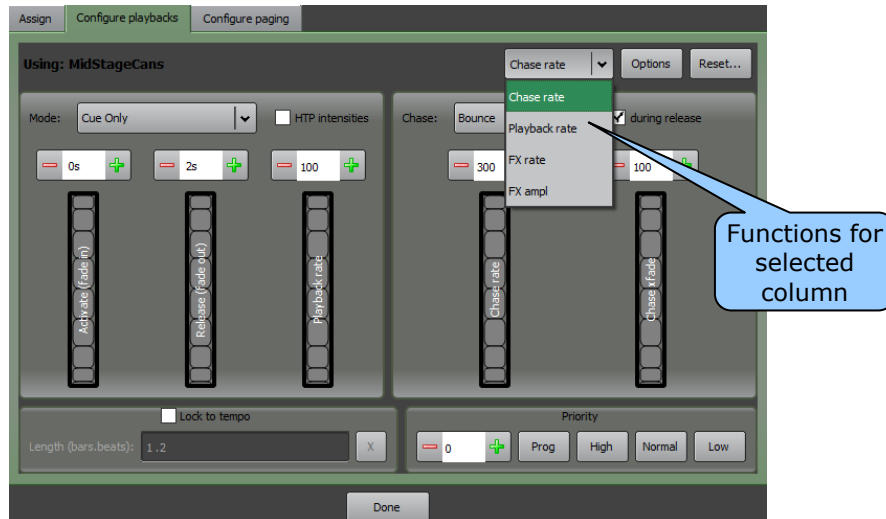 Assign Configure playbacks Configure paging
Using: MidStageCans
Chase rate
Options
Reset...
Chase rate
Playback rate
FX rate
FX ampl
Mode: Cue Only
HTP intensities
0s
2s
100
Activate (fade in)
Release (fade out)
Playback rate
Chase: Bounce
during release
300
100
Chase rate
Chase xfade
Functions for
selected
column
Lock to tempo
Length (bars.beats): 1.2 X
Priority
0 Prog High Normal Low
Done